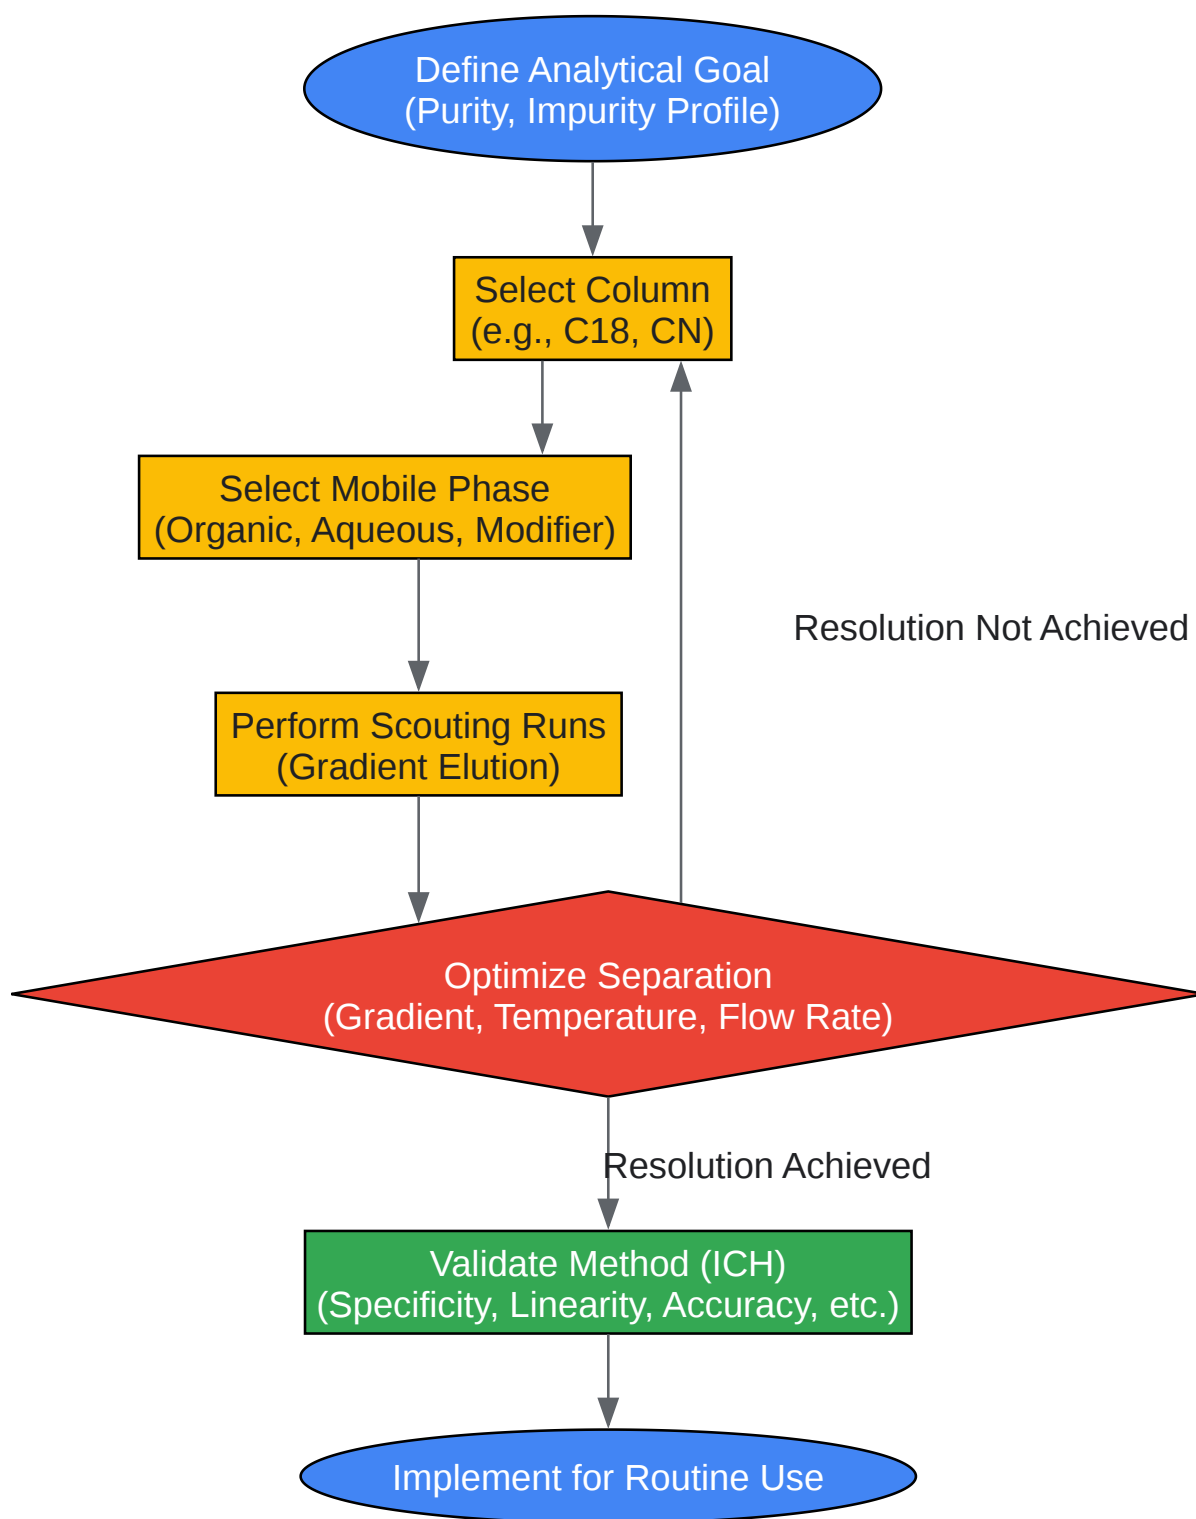 Define Analytical Goal
(Purity, Impurity Profile)
Select Column
(e.g., C18, CN)
Select Mobile Phase
(Organic, Aqueous, Modifier)
Resolution Not Achieved
Perform Scouting Runs
(Gradient Elution)
Optimize Separation
(Gradient, Temperature, Flow Rate)
Resolution Achieved
Validate Method (ICH)
(Specificity, Linearity, Accuracy, etc.)
Implement for Routine Use